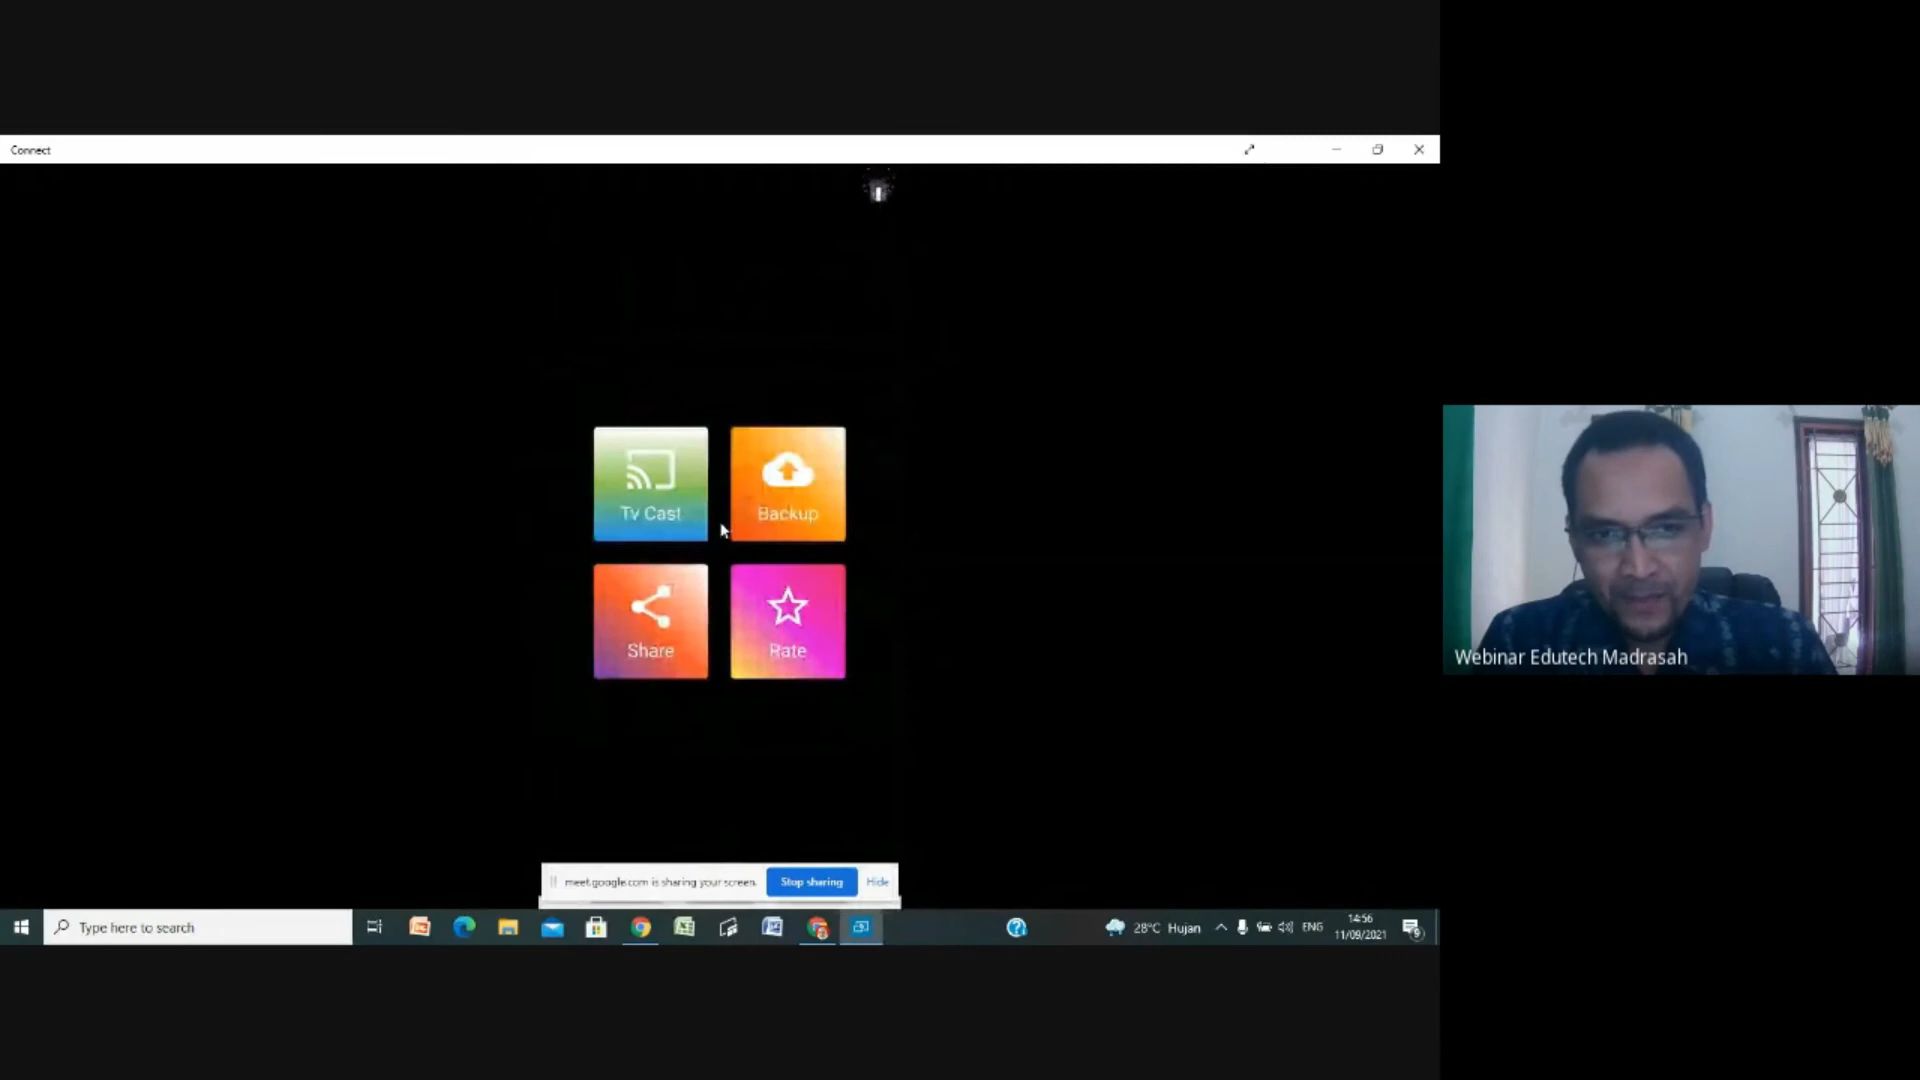 Connect
Tv Cast
Backup
Share
Rate
meet.google.com is sharing your screen.
Stop sharing
Hide
Webinar Edutech Madrasah
Type here to search
28°C Hujan
ENG
14:56
11/09/2021
9